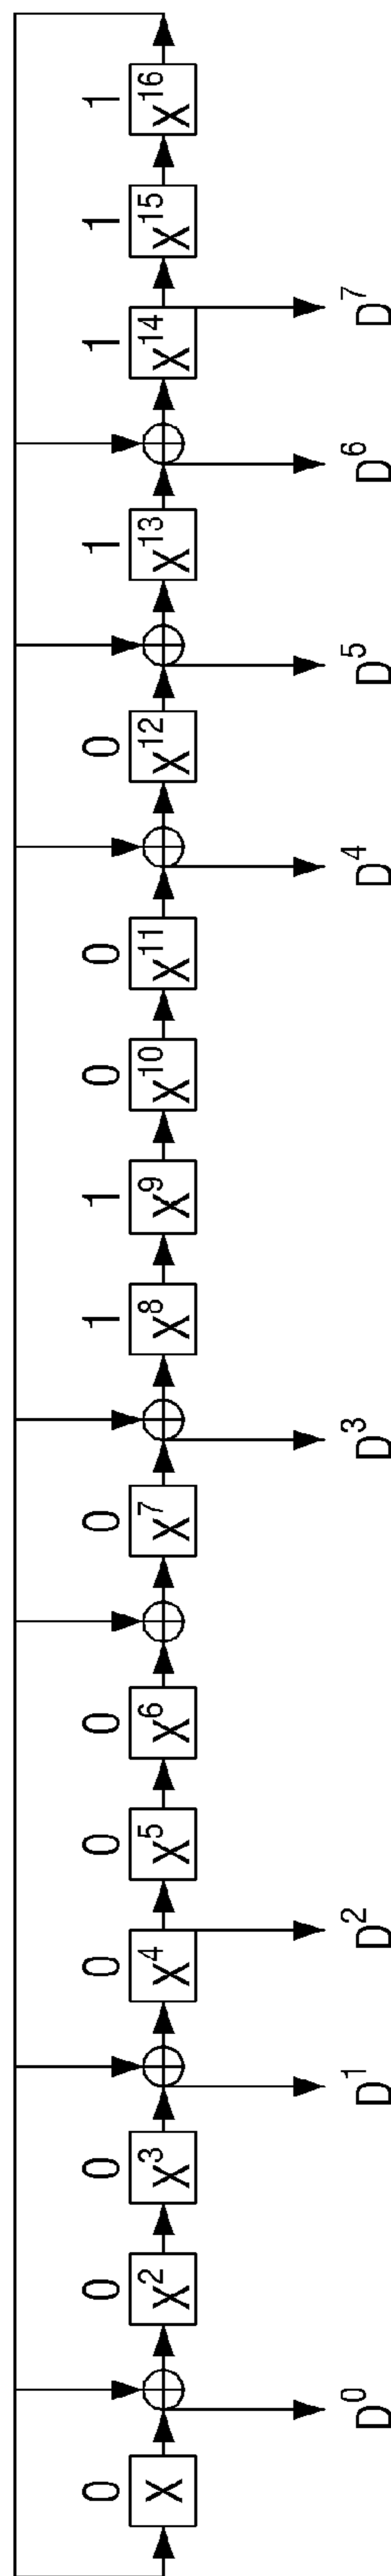 0 0 0 0 0 0 0 1 1 0 0 0 1 1 1 1
X X² X³ X⁴ X⁵ X⁶ X⁷ X⁸ X⁹ X¹⁰ X¹¹ X¹² X¹³ X¹⁴ X¹⁵ X¹⁶
D⁰ D¹ D² D³ D⁴ D⁵ D⁶ D⁷